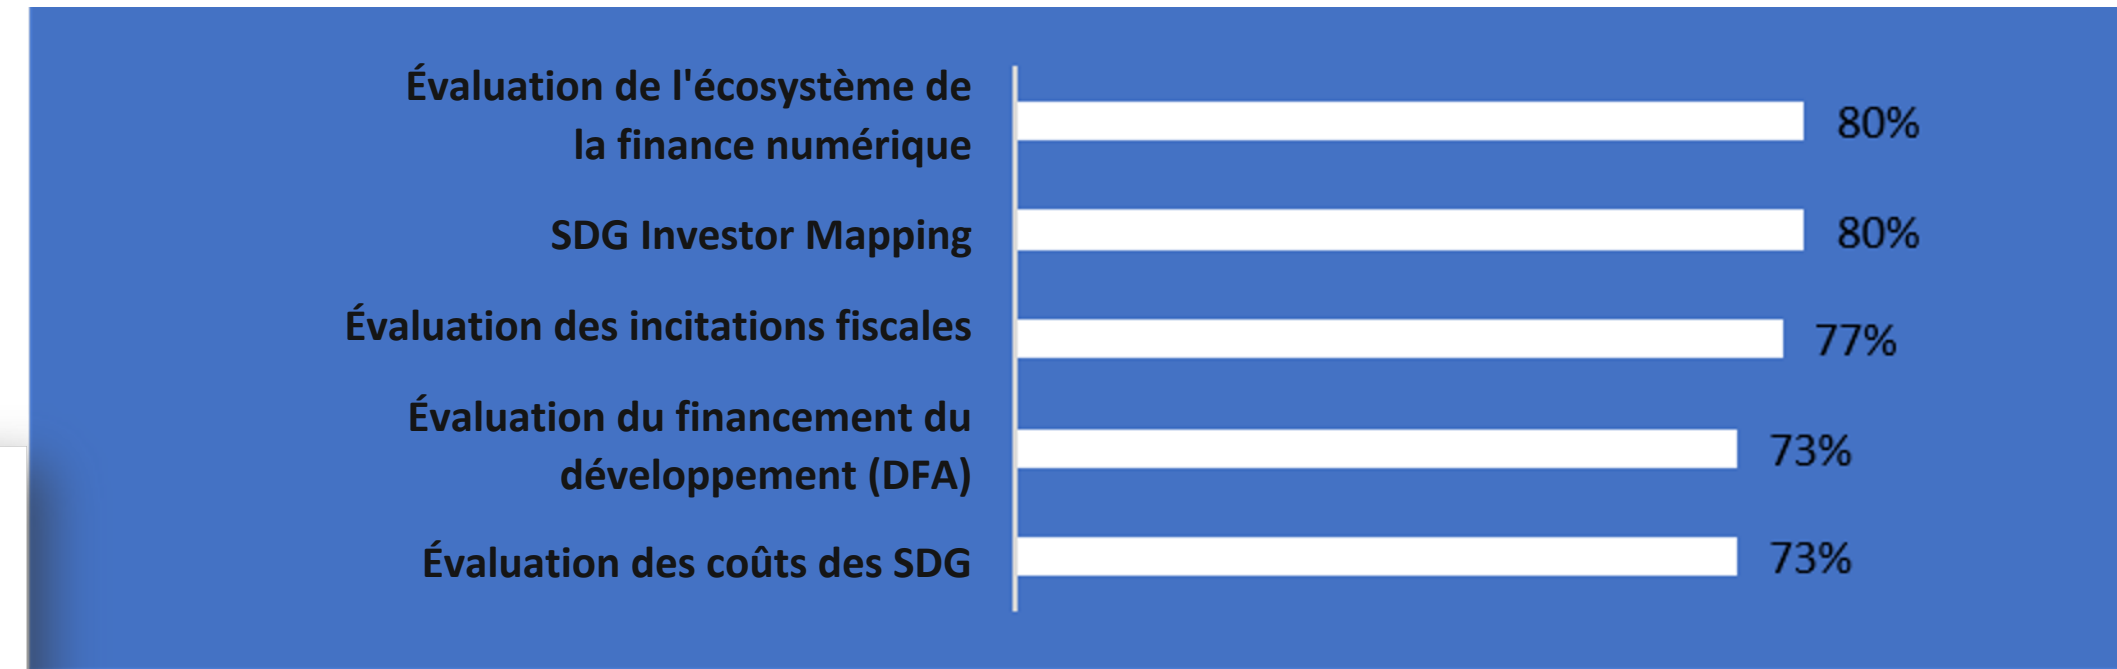 Évaluation de l'écosystème de
la finance numérique
80%
SDG Investor Mapping
80%
Évaluation des incitations fiscales
77%
Évaluation du financement du
développement (DFA)
73%
Évaluation des coûts des SDG
73%